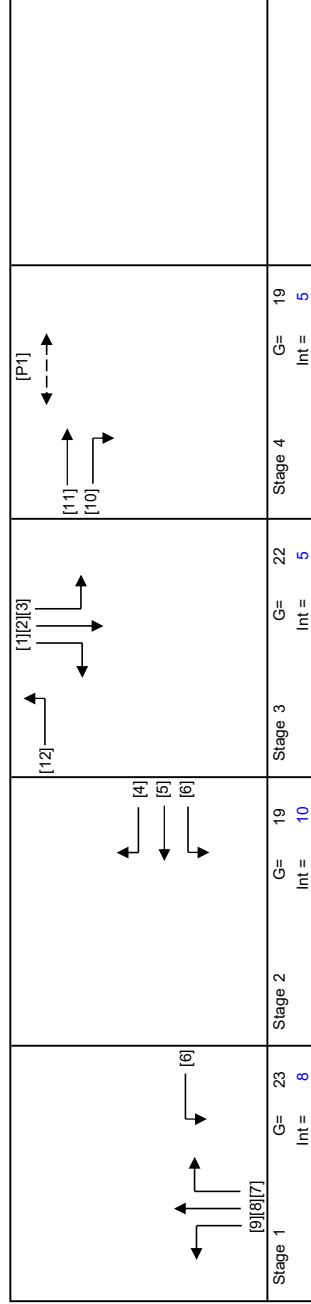 [9][8][7]
[6]
Stage 1 G= 23
Int = 8
[4]
[5]
[6]
Stage 2 G= 19
Int = 10
[12]
[1][2][3]
Stage 3 G= 22
Int = 5
[11]
[10]
[P1]
Stage 4 G= 19
Int = 5